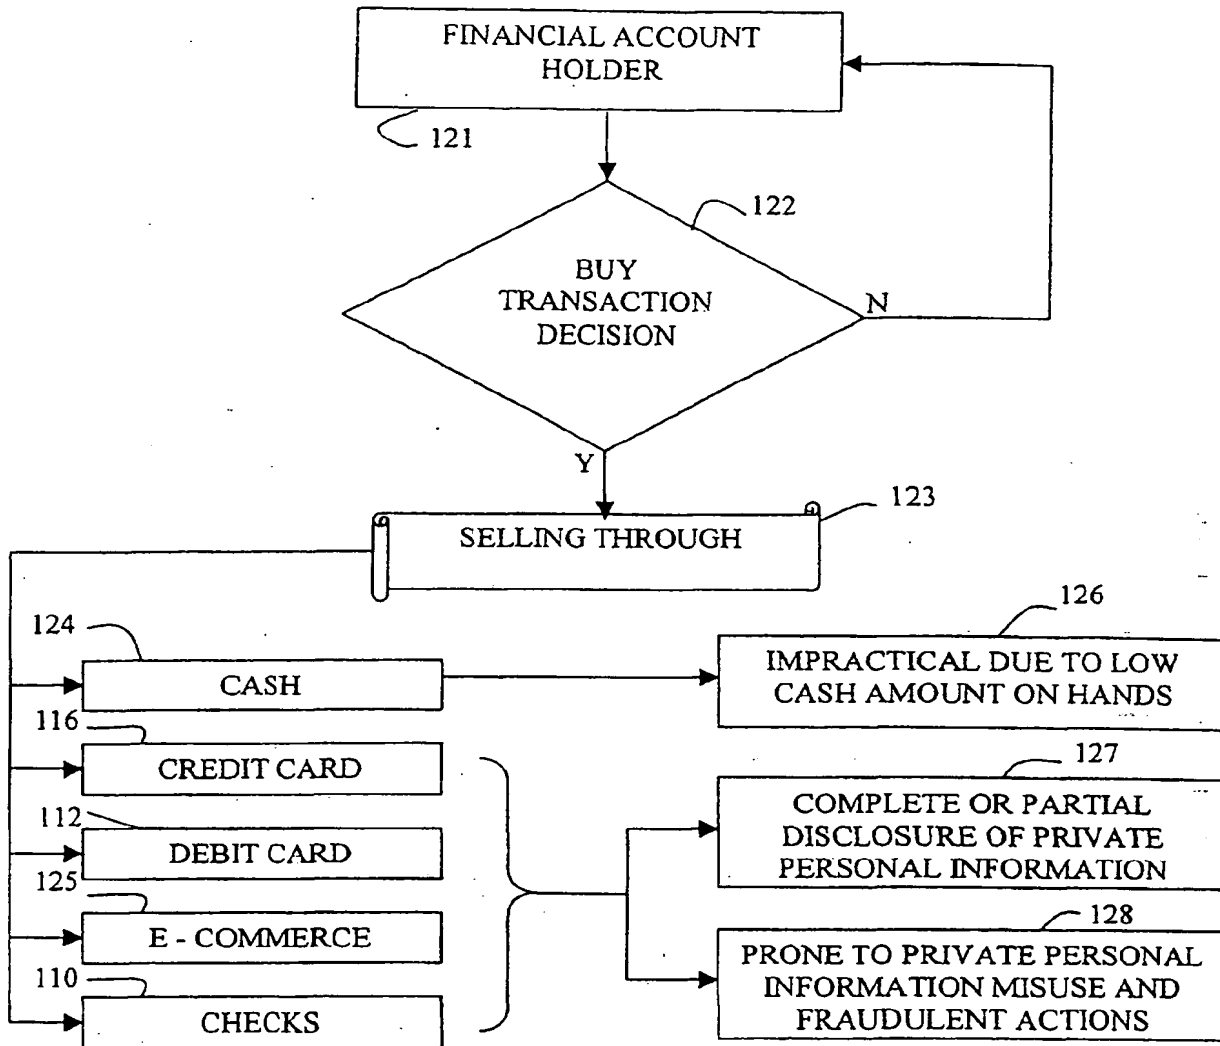 FINANCIAL ACCOUNT
HOLDER
121
122
BUY
TRANSACTION
DECISION
N
Y
123
SELLING THROUGH
124
CASH
126
IMPRACTICAL DUE TO LOW
CASH AMOUNT ON HANDS
116
CREDIT CARD
127
COMPLETE OR PARTIAL
DISCLOSURE OF PRIVATE
PERSONAL INFORMATION
112
DEBIT CARD
125
E - COMMERCE
128
PRONE TO PRIVATE PERSONAL
INFORMATION MISUSE AND
FRAUDULENT ACTIONS
110
CHECKS